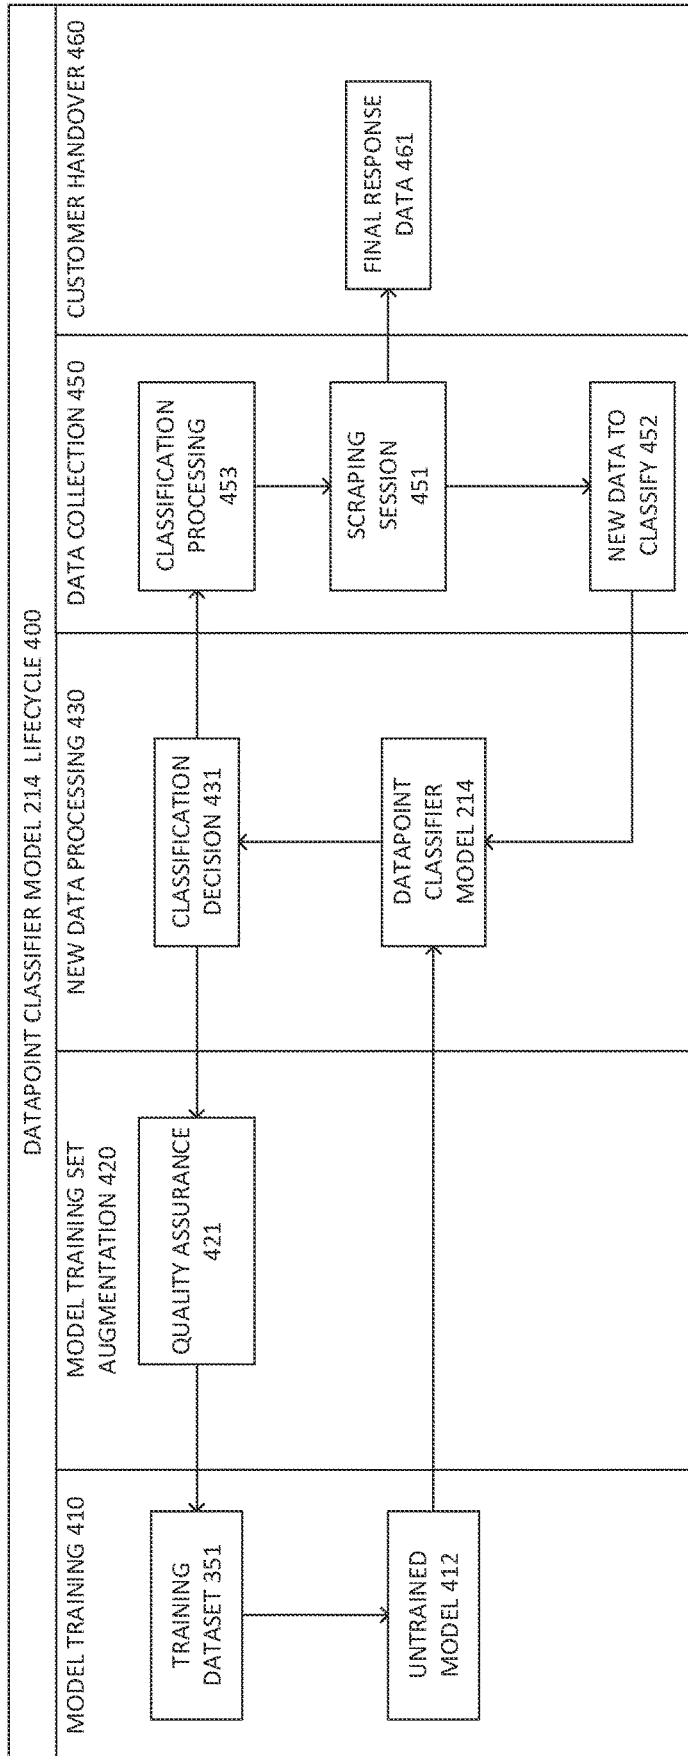 DATAPOINT CLASSIFIER MODEL 214 LIFECYCLE 400
MODEL TRAINING 410
TRAINING
DATASET 351
UNTRAINED
MODEL 412
MODEL TRAINING SET
AUGMENTATION 420
QUALITY ASSURANCE
421
NEW DATA PROCESSING 430
CLASSIFICATION
DECISION 431
DATAPOINT
CLASSIFIER
MODEL 214
DATA COLLECTION 450
CLASSIFICATION
PROCESSING
453
SCRAPING
SESSION
451
NEW DATA TO
CLASSIFY 452
CUSTOMER HANDOVER 460
FINAL RESPONSE
DATA 461